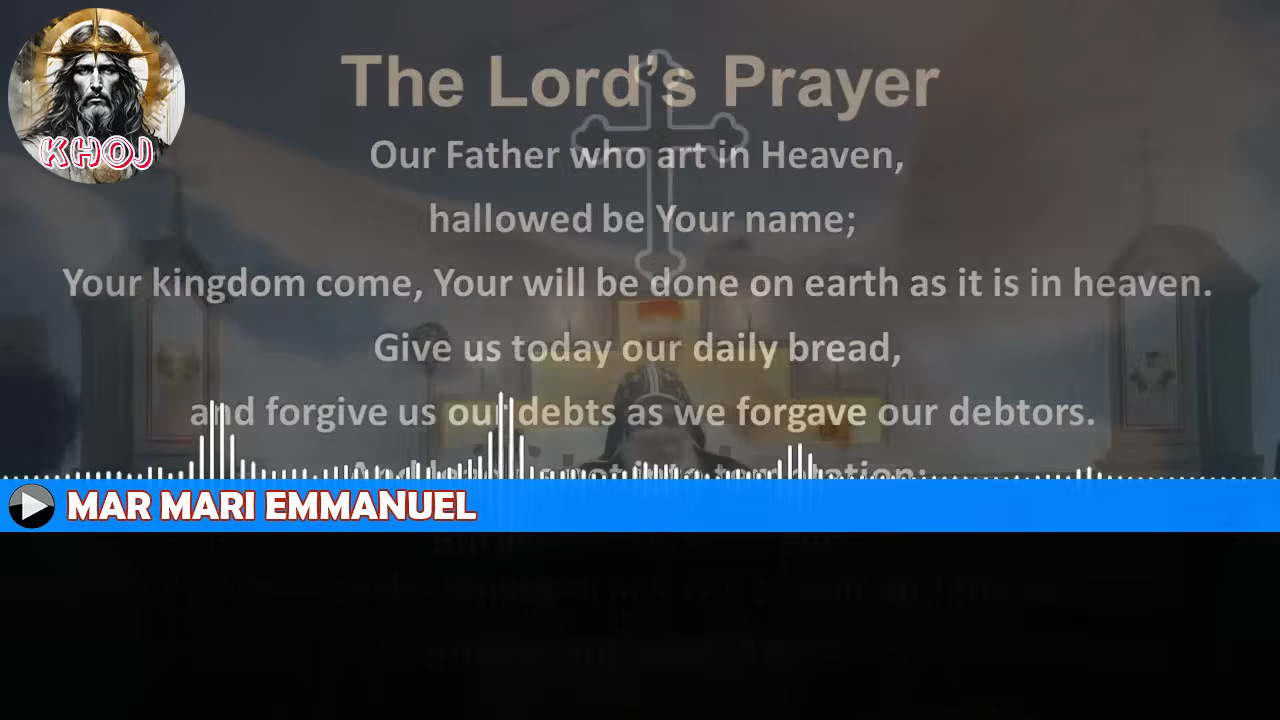 The Lord's Prayer
KHOJ
Our Father who art in Heaven,
hallowed be Your name;
Your kingdom come, Your will be done on earth as it is in heaven.
Give us today our daily bread,
and forgive us our debts as we forgave our debtors.
temptation;
MAR MARI EMMANUEL